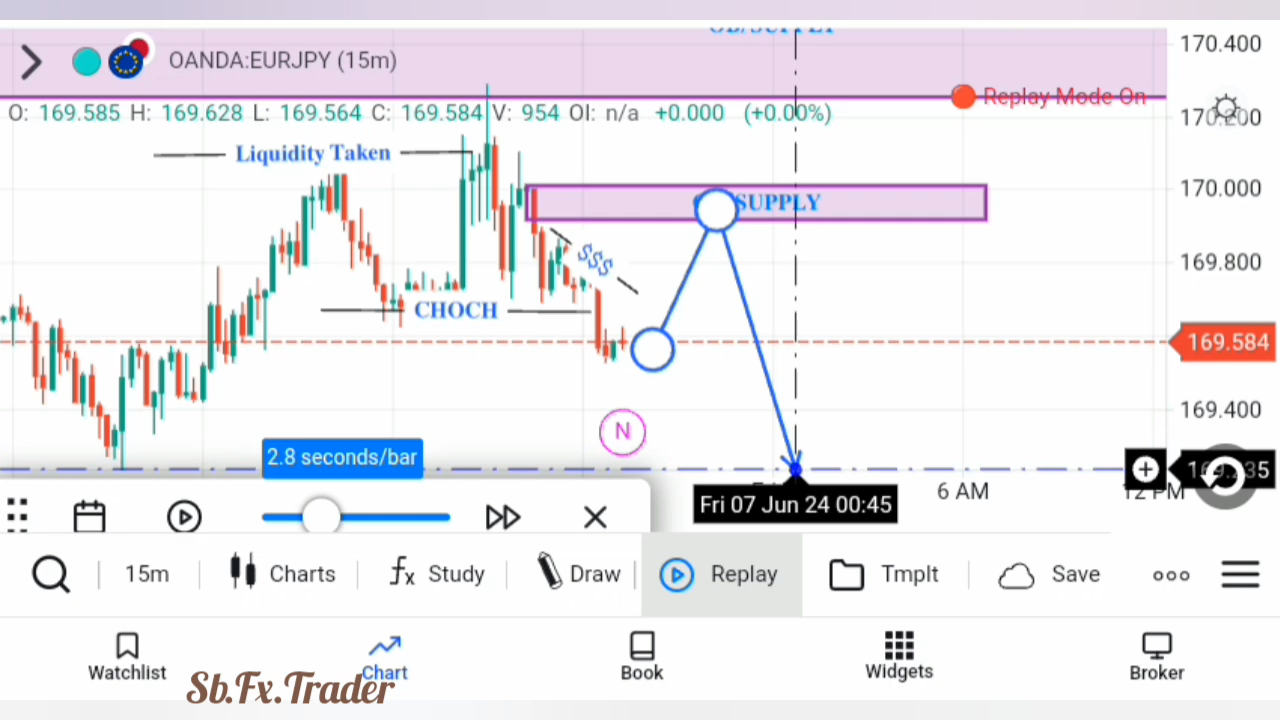 OB/SUPPLY
170.400
OANDA:EURJPY (15m)
Replay Mode On
O: 169.585 H: 169.628 L: 169.564 C: 169.584 V: 954 OI: n/a +0.000 (+0.00%)
170.200
Liquidity Taken
170.000
SUPPLY
$$$
169.800
CHOCH
169.584
169.400
N
2.8 seconds/bar
6 AM
12 PM
Fri 07 Jun 24 00:45
15m Charts fx Study Draw Replay Tmplt Save
Watchlist Chart Book Widgets Broker
Sb.Fx.Trader